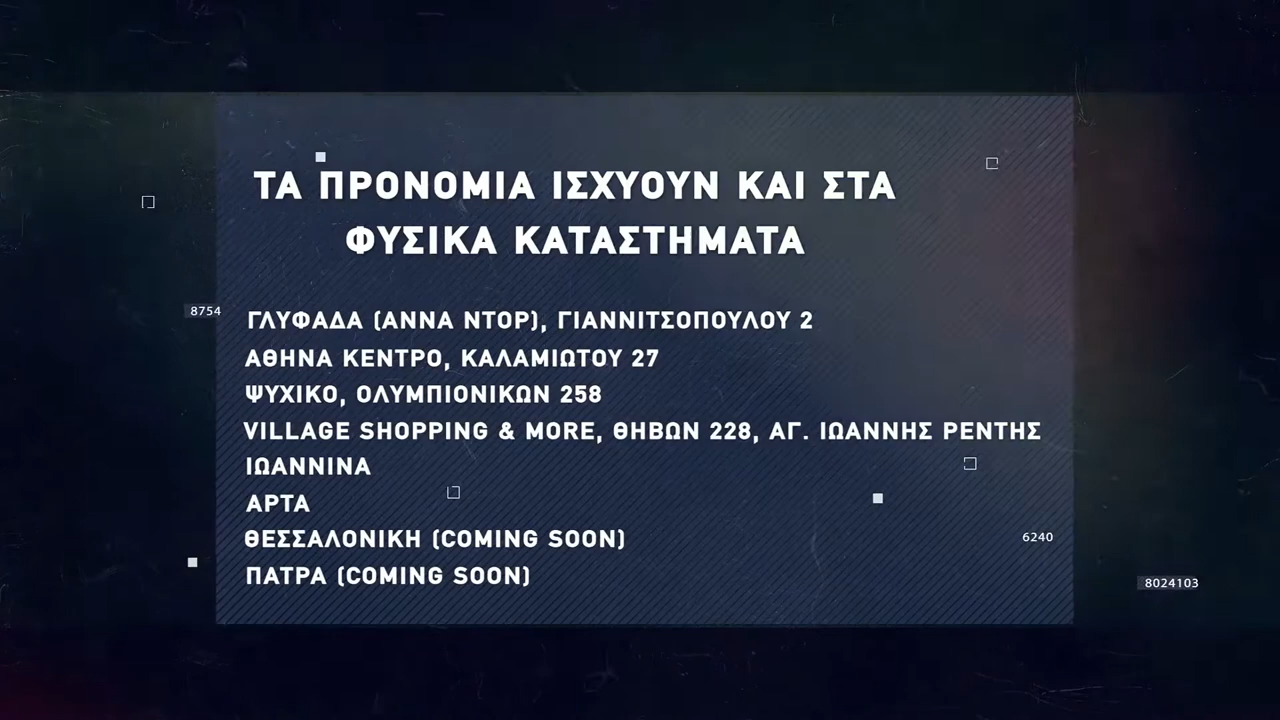 ΤΑ ΠΡΟΝΟΜΙΑ ΙΣΧΥΟΥΝ ΚΑΙ ΣΤΑ
ΦΥΣΙΚΑ ΚΑΤΑΣΤΗΜΑΤΑ
8754
ΓΛΥΦΑΔΑ (ΑΝΝΑ ΝΤΟΡ), ΓΙΑΝΝΙΤΣΟΠΟΥΛΟΥ 2
ΑΘΗΝΑ ΚΕΝΤΡΟ, ΚΑΛΑΜΙΩΤΟΥ 27
ΨΥΧΙΚΟ, ΟΛΥΜΠΙΟΝΙΚΩΝ 258
VILLAGE SHOPPING & MORE, ΘΗΒΩΝ 228, ΑΓ. ΙΩΑΝΝΗΣ ΡΕΝΤΗΣ
ΙΩΑΝΝΙΝΑ
ΑΡΤΑ
ΘΕΣΣΑΛΟΝΙΚΗ (COMING SOON)
6240
ΠΑΤΡΑ (COMING SOON)
8024103